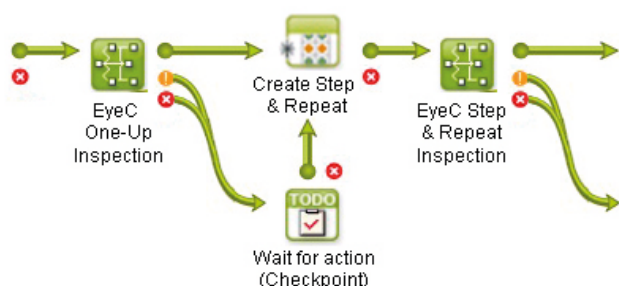 EyeC
One-Up
Inspection
Create Step
& Repeat
EyeC Step
& Repeat
Inspection
TODO
Wait for action
(Checkpoint)